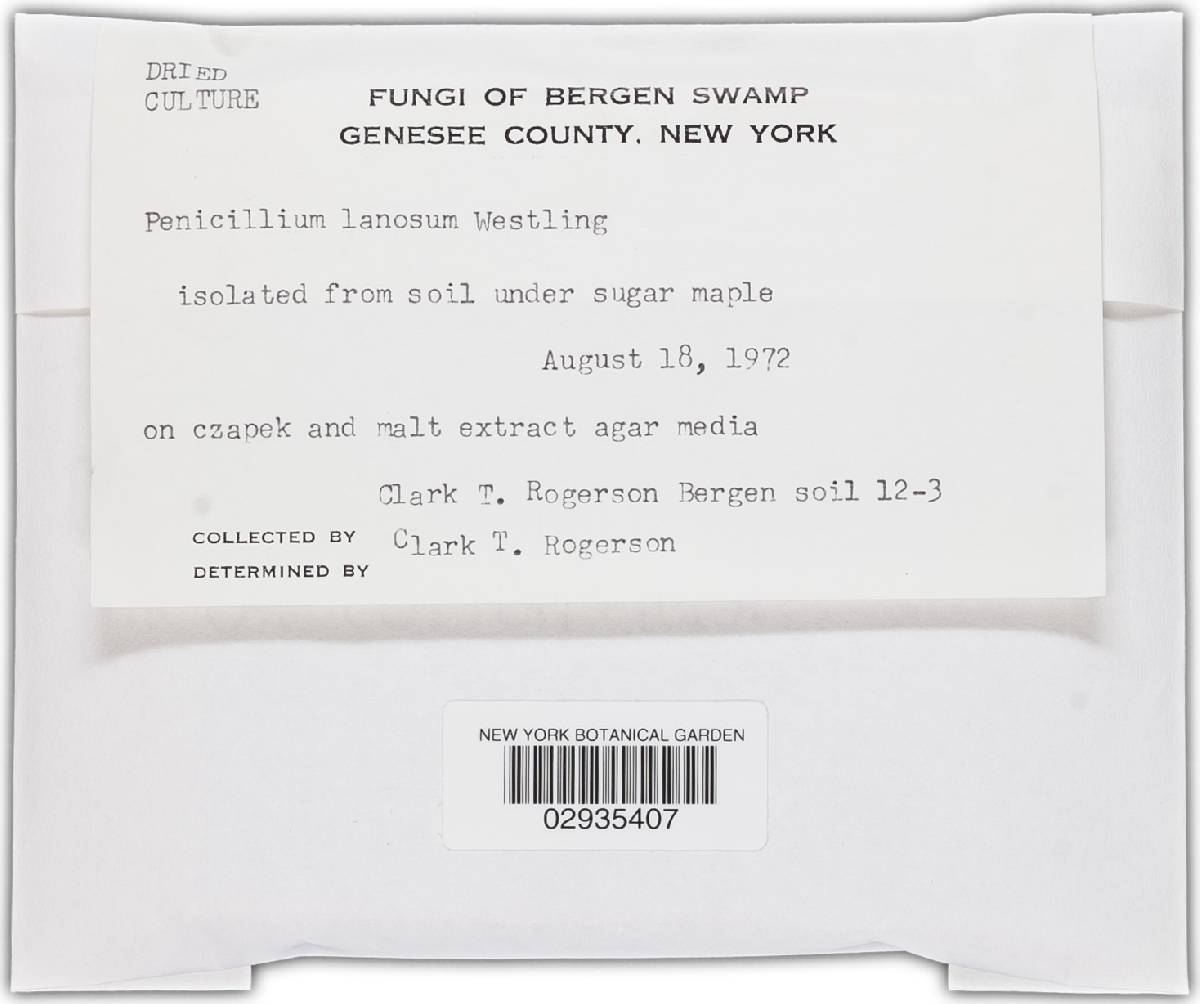 DRIED
CULTURE
FUNGI OF BERGEN SWAMP
GENESEE COUNTY, NEW YORK
Penicillium lanosum Westling
isolated from soil under sugar maple
August 18, 1972
on czapek and malt extract agar media
Clark T. Rogerson Bergen soil 12-3
COLLECTED BY Clark T. Rogerson
DETERMINED BY
NEW YORK BOTANICAL GARDEN
02935407